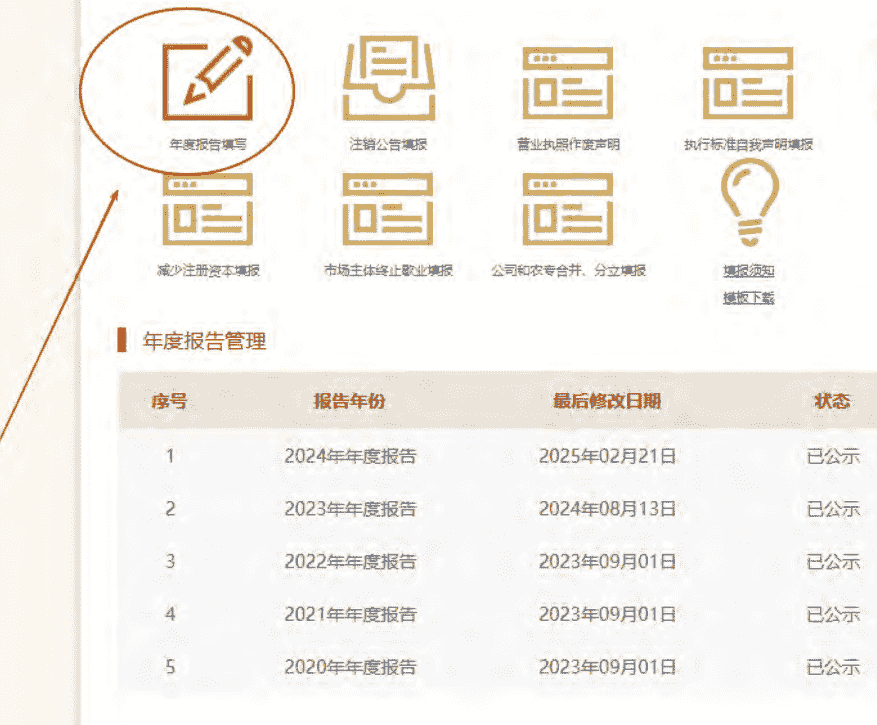 年度报告填写 注销公告填报 营业执照作废声明 执行标准自我声明填报
减少注册资本填报 市场主体终止歇业填报 公司和农专合并、分立填报 填报须知
模板下载
年度报告管理
序号 报告年份 最后修改日期 状态
1 2024年年度报告 2025年02月21日 已公示
2 2023年年度报告 2024年08月13日 已公示
3 2022年年度报告 2023年09月01日 已公示
4 2021年年度报告 2023年09月01日 已公示
5 2020年年度报告 2023年09月01日 已公示